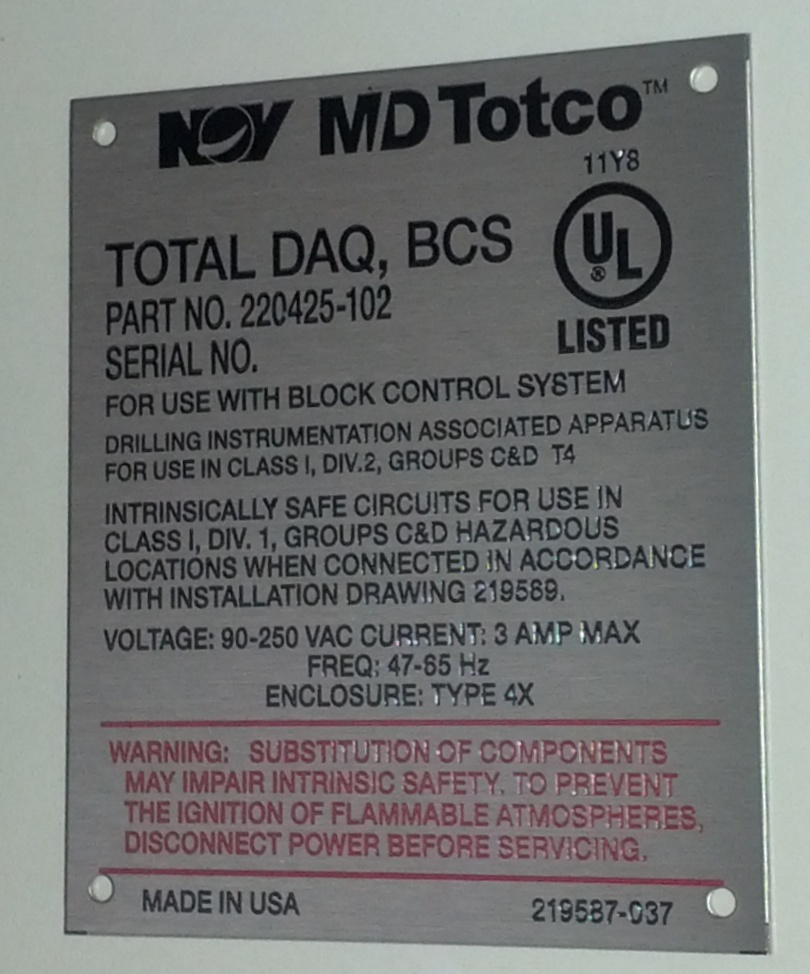 NOV MD Totco™
11Y8
UL®
LISTED
TOTAL DAQ, BCS
PART NO. 220425-102
SERIAL NO.
FOR USE WITH BLOCK CONTROL SYSTEM
DRILLING INSTRUMENTATION ASSOCIATED APPARATUS
FOR USE IN CLASS I, DIV.2, GROUPS C&D T4
INTRINSICALLY SAFE CIRCUITS FOR USE IN
CLASS I, DIV. 1, GROUPS C&D HAZARDOUS
LOCATIONS WHEN CONNECTED IN ACCORDANCE
WITH INSTALLATION DRAWING 219589.
VOLTAGE: 90-250 VAC CURRENT: 3 AMP MAX
FREQ: 47-65 Hz
ENCLOSURE: TYPE 4X
WARNING: SUBSTITUTION OF COMPONENTS
MAY IMPAIR INTRINSIC SAFETY. TO PREVENT
THE IGNITION OF FLAMMABLE ATMOSPHERES,
DISCONNECT POWER BEFORE SERVICING.
MADE IN USA
219587-037